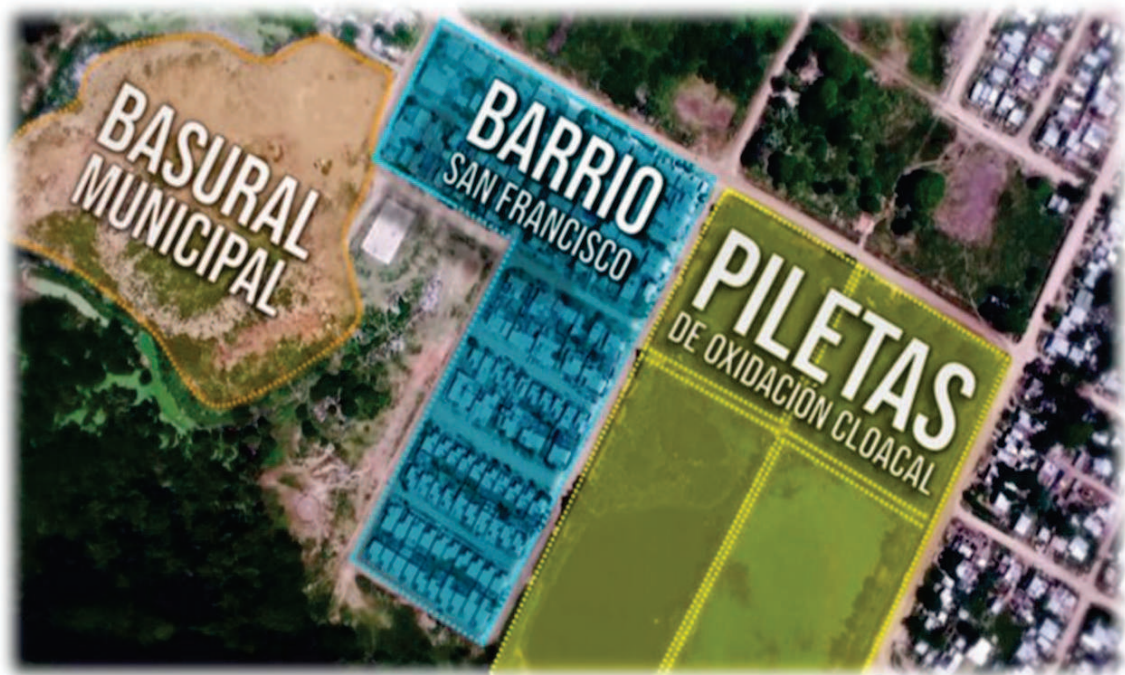 BASURAL
MUNICIPAL
BARRIO
SAN FRANCISCO
PILETAS
DE OXIDACIÓN CLOACAL